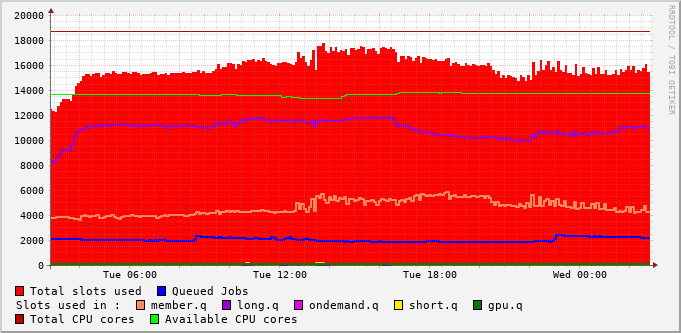 20000
18000
16000
14000
12000
10000
8000
6000
4000
2000
0
Tue 06:00 Tue 12:00 Tue 18:00 Wed 00:00
RRDTOOL / TOBI OETIKER
Total slots used Queued Jobs
Slots used in : member.q long.q ondemand.q short.q gpu.q
Total CPU cores Available CPU cores